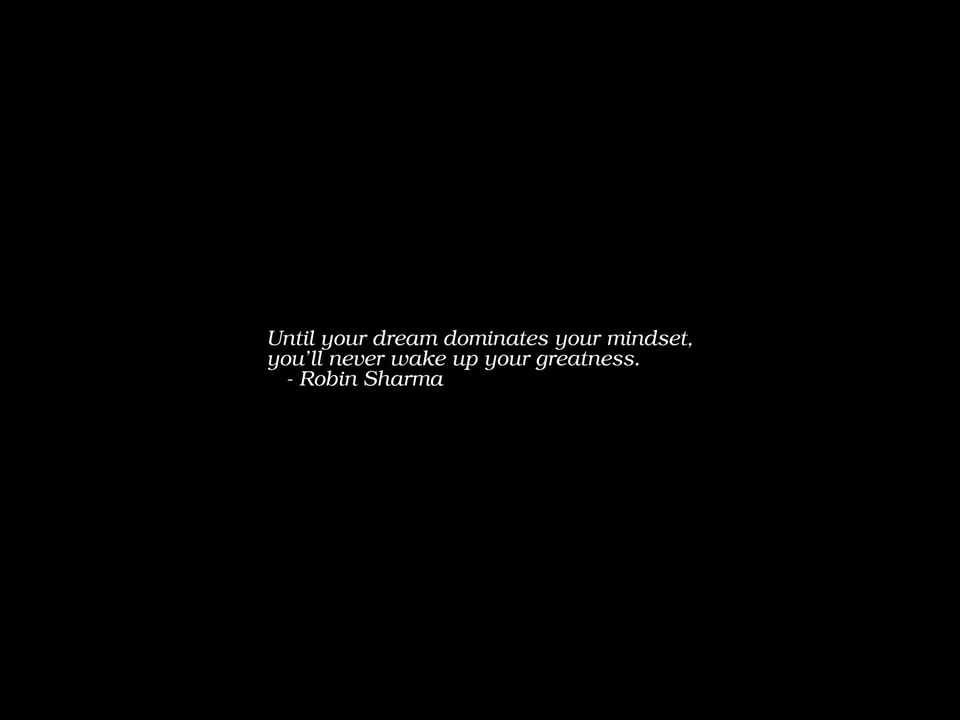 Until your dream dominates your mindset,
you’ll never wake up your greatness.
- Robin Sharma